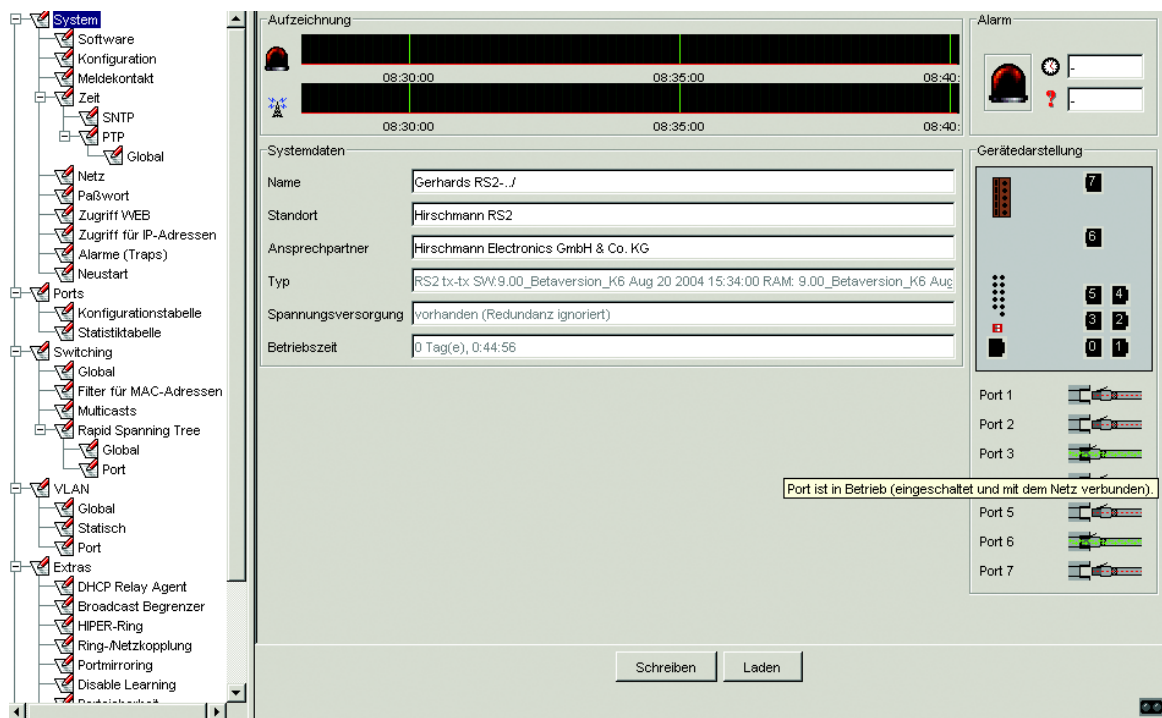 System
Software
Konfiguration
Meldekontakt
Zeit
SNTP
PTP
Global
Netz
Paßwort
Zugriff WEB
Zugriff für IP-Adressen
Alarme (Traps)
Neustart
Ports
Konfigurationstabelle
Statistiktabelle
Switching
Global
Filter für MAC-Adressen
Multicasts
Rapid Spanning Tree
Global
Port
VLAN
Global
Statisch
Port
Extras
DHCP Relay Agent
Broadcast Begrenzer
HIPER-Ring
Ring-/Netzkopplung
Portmirroring
Disable Learning
Aufzeichnung
08:30:00 08:35:00 08:40:
08:30:00 08:35:00 08:40:
Alarm
-
? -
Systemdaten
Name Gerhards RS2-../
Standort Hirschmann RS2
Ansprechpartner Hirschmann Electronics GmbH & Co. KG
Typ RS2 tx-tx SW:9.00_Betaversion_K6 Aug 20 2004 15:34:00 RAM: 9.00_Betaversion_K6 Aug
Spannungsversorgung vorhanden (Redundanz ignoriert)
Betriebszeit 0 Tag(e), 0:44:56
Gerätedarstellung
7
6
5 4
3 2
0 1
Port 1
Port 2
Port 3
Port ist in Betrieb (eingeschaltet und mit dem Netz verbunden).
Port 5
Port 6
Port 7
Schreiben Laden